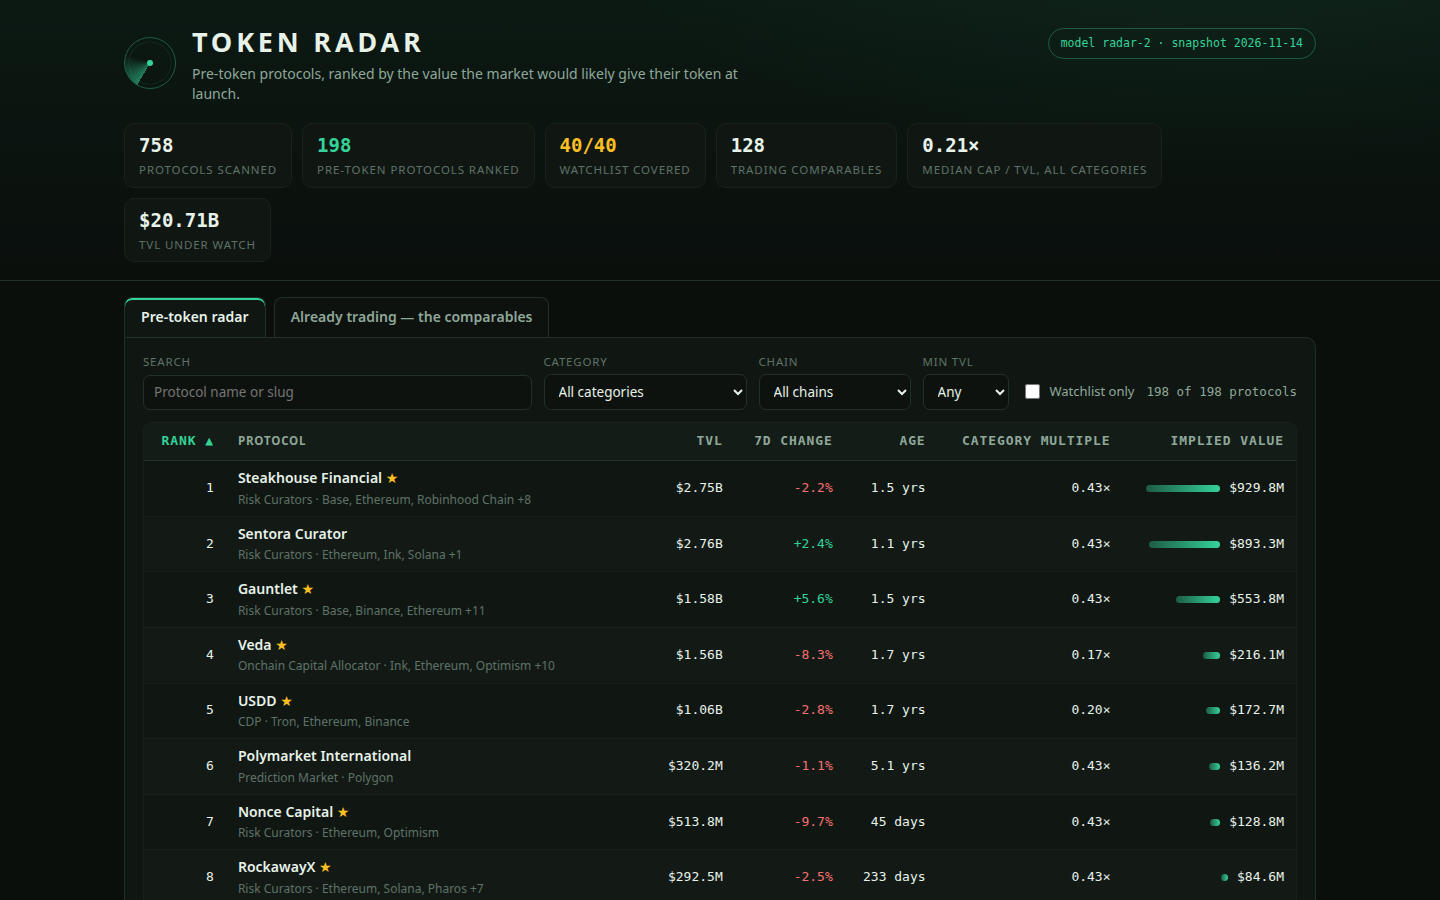 TOKEN RADAR
Pre-token protocols, ranked by the value the market would likely give their token at
launch.
model radar-2 · snapshot 2026-11-14
758
PROTOCOLS SCANNED
198
PRE-TOKEN PROTOCOLS RANKED
40/40
WATCHLIST COVERED
128
TRADING COMPARABLES
0.21×
MEDIAN CAP / TVL, ALL CATEGORIES
$20.71B
TVL UNDER WATCH
Pre-token radar
Already trading — the comparables
SEARCH
Protocol name or slug
CATEGORY
All categories
CHAIN
All chains
MIN TVL
Any
Watchlist only
198 of 198 protocols
RANK ▲ PROTOCOL TVL 7D CHANGE AGE CATEGORY MULTIPLE IMPLIED VALUE
1 Steakhouse Financial ★ $2.75B -2.2% 1.5 yrs 0.43× $929.8M
Risk Curators · Base, Ethereum, Robinhood Chain +8
2 Sentora Curator $2.76B +2.4% 1.1 yrs 0.43× $893.3M
Risk Curators · Ethereum, Ink, Solana +1
3 Gauntlet ★ $1.58B +5.6% 1.5 yrs 0.43× $553.8M
Risk Curators · Base, Binance, Ethereum +11
4 Veda ★ $1.56B -8.3% 1.7 yrs 0.17× $216.1M
Onchain Capital Allocator · Ink, Ethereum, Optimism +10
5 USDD ★ $1.06B -2.8% 1.7 yrs 0.20× $172.7M
CDP · Tron, Ethereum, Binance
6 Polymarket International $320.2M -1.1% 5.1 yrs 0.43× $136.2M
Prediction Market · Polygon
7 Nonce Capital ★ $513.8M -9.7% 45 days 0.43× $128.8M
Risk Curators · Ethereum, Optimism
8 RockawayX ★ $292.5M -2.5% 233 days 0.43× $84.6M
Risk Curators · Ethereum, Solana, Pharos +7